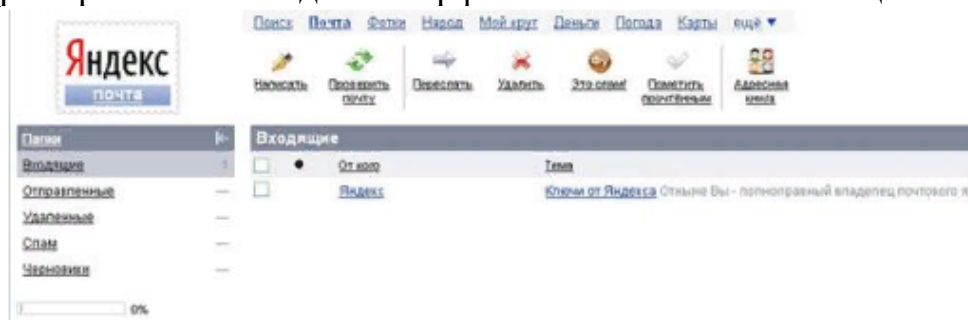 Поиск Почта Фотки Народ Мой круг Деньги Погода Карты ещё ▼
Яндекс
почта
Написать Проверить почту Переслать Удалить Это спам! Пометить прочтённым Адресная книга
Папки
Входящие 1
Отправленные —
Удаленные —
Спам —
Черновики —
0%
Входящие
От кого Тема
Яндекс Ключи от Яндекса Отныне Вы - полноправный владелец почтового я